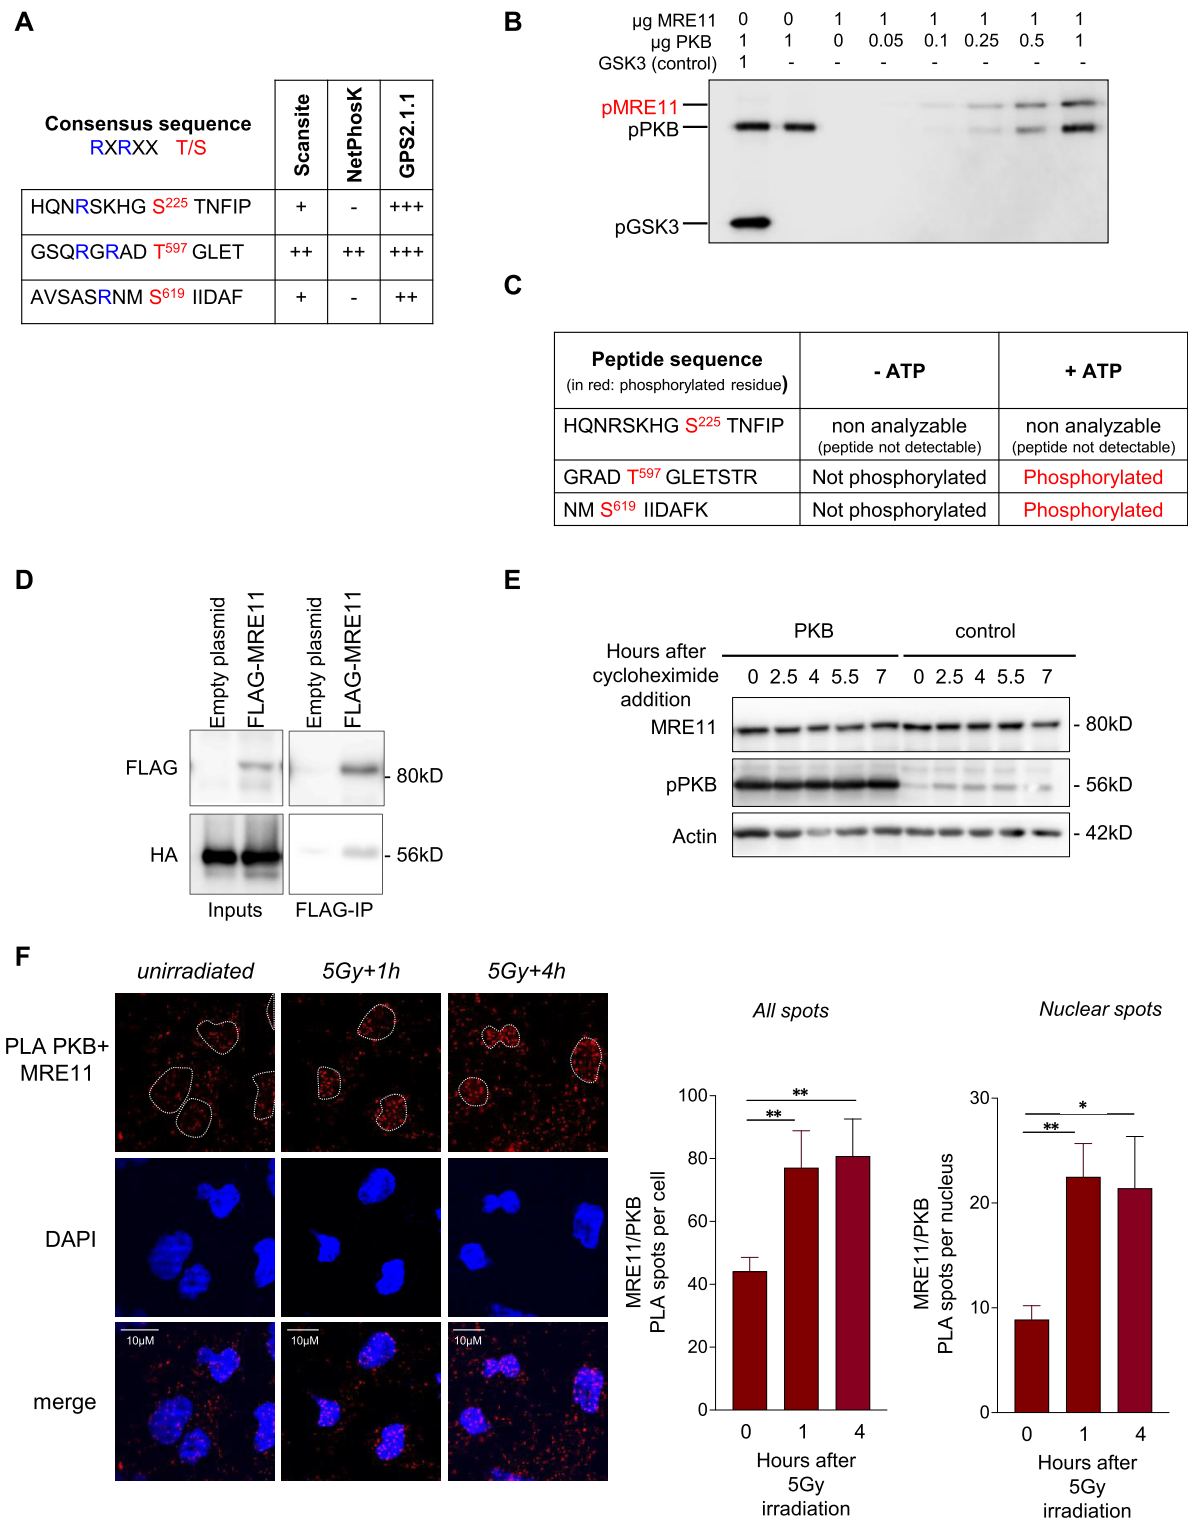 A
Consensus sequence
RXRXX T/S
Scansite
NetPhosK
GPS2.1.1
HQNRSKHG S225 TNFIP + - +++
GSQRGRAD T597 GLET ++ ++ +++
AVSASRNM S619 IIDAF + - ++
B
µg MRE11 0 0 1 1 1 1 1 1
µg PKB 1 1 0 0.05 0.1 0.25 0.5 1
GSK3 (control) 1 - - - - - - -
pMRE11
pPKB
pGSK3
C
Peptide sequence - ATP + ATP
(in red: phosphorylated residue)
HQNRSKHG S225 TNFIP non analyzable non analyzable
(peptide not detectable) (peptide not detectable)
GRAD T597 GLETSTR Not phosphorylated Phosphorylated
NM S619 IIDAFK Not phosphorylated Phosphorylated
D
Empty plasmid
FLAG-MRE11
Empty plasmid
FLAG-MRE11
FLAG - 80kD
HA - 56kD
Inputs FLAG-IP
E
PKB control
Hours after
cycloheximide
addition
0 2.5 4 5.5 7 0 2.5 4 5.5 7
MRE11 - 80kD
pPKB - 56kD
Actin - 42kD
F
unirradiated 5Gy+1h 5Gy+4h
PLA PKB+
MRE11
DAPI
merge
10µM 10µM 10µM
All spots
MRE11/PKB
PLA spots per cell
100
80
60
40
20
0
**
**
0 1 4
Hours after
5Gy
irradiation
Nuclear spots
MRE11/PKB
PLA spots per nucleus
30
20
10
0
*
**
0 1 4
Hours after
5Gy
irradiation